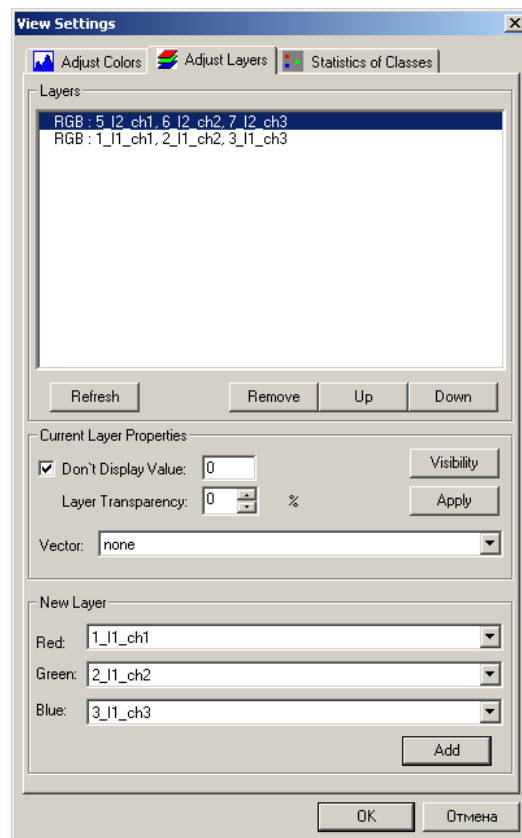 View Settings
Adjust Colors Adjust Layers Statistics of Classes
Layers
RGB : 5_l2_ch1, 6_l2_ch2, 7_l2_ch3
RGB : 1_l1_ch1, 2_l1_ch2, 3_l1_ch3
Refresh Remove Up Down
Current Layer Properties
Don`t Display Value: 0 Visibility
Layer Transparency: 0 % Apply
Vector: none
New Layer
Red: 1_l1_ch1
Green: 2_l1_ch2
Blue: 3_l1_ch3
Add
OK Отмена